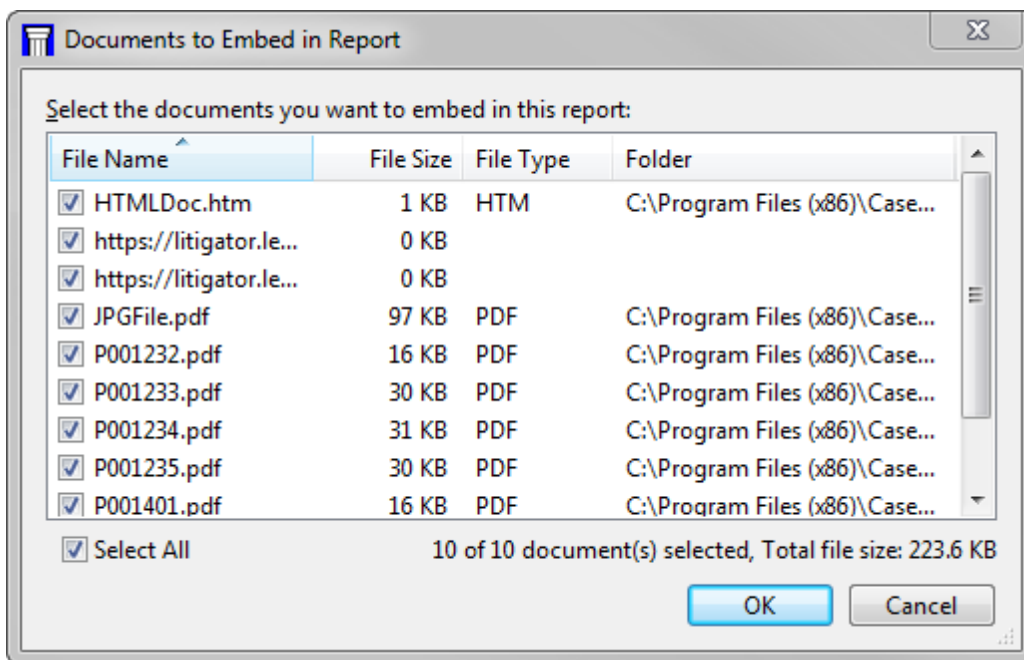 Documents to Embed in Report
Select the documents you want to embed in this report:
File Name File Size File Type Folder
HTMLDoc.htm 1 KB HTM C:\Program Files (x86)\Case...
https://litigator.le... 0 KB
https://litigator.le... 0 KB
JPGFile.pdf 97 KB PDF C:\Program Files (x86)\Case...
P001232.pdf 16 KB PDF C:\Program Files (x86)\Case...
P001233.pdf 30 KB PDF C:\Program Files (x86)\Case...
P001234.pdf 31 KB PDF C:\Program Files (x86)\Case...
P001235.pdf 30 KB PDF C:\Program Files (x86)\Case...
P001401.pdf 16 KB PDF C:\Program Files (x86)\Case...
Select All 10 of 10 document(s) selected, Total file size: 223.6 KB
OK Cancel